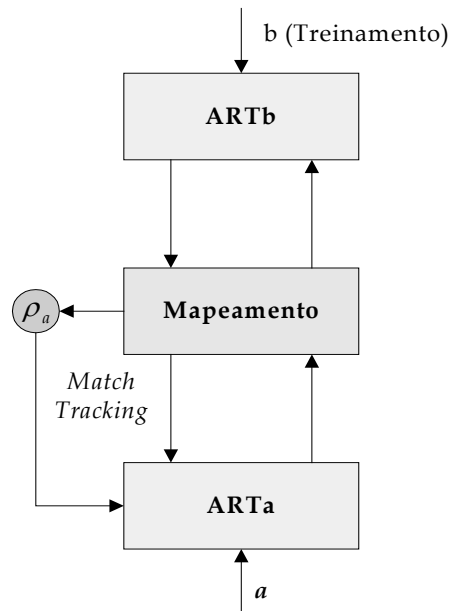 b (Treinamento)
ARTb
Mapeamento
ρa
Match
Tracking
ARTa
a